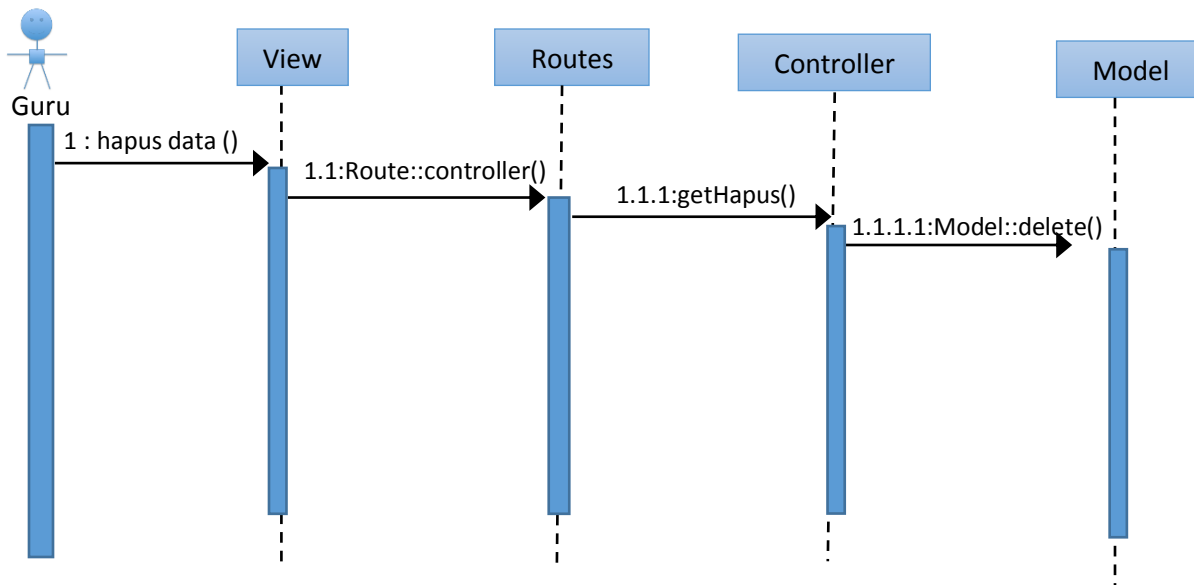 View
Routes
Controller
Model
Guru
1 : hapus data ()
1.1:Route::controller()
1.1.1:getHapus()
1.1.1.1:Model::delete()